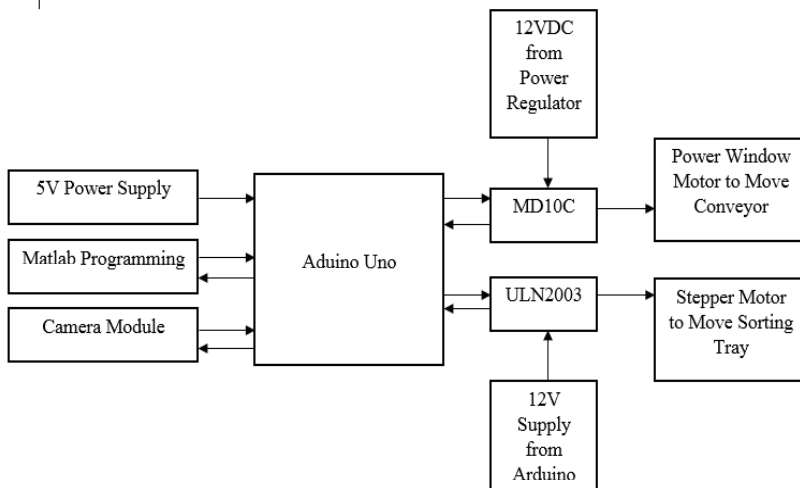 12VDC
from
Power
Regulator
5V Power Supply
Matlab Programming
Camera Module
Aduino Uno
MD10C
ULN2003
Power Window
Motor to Move
Conveyor
Stepper Motor
to Move Sorting
Tray
12V
Supply
from
Arduino